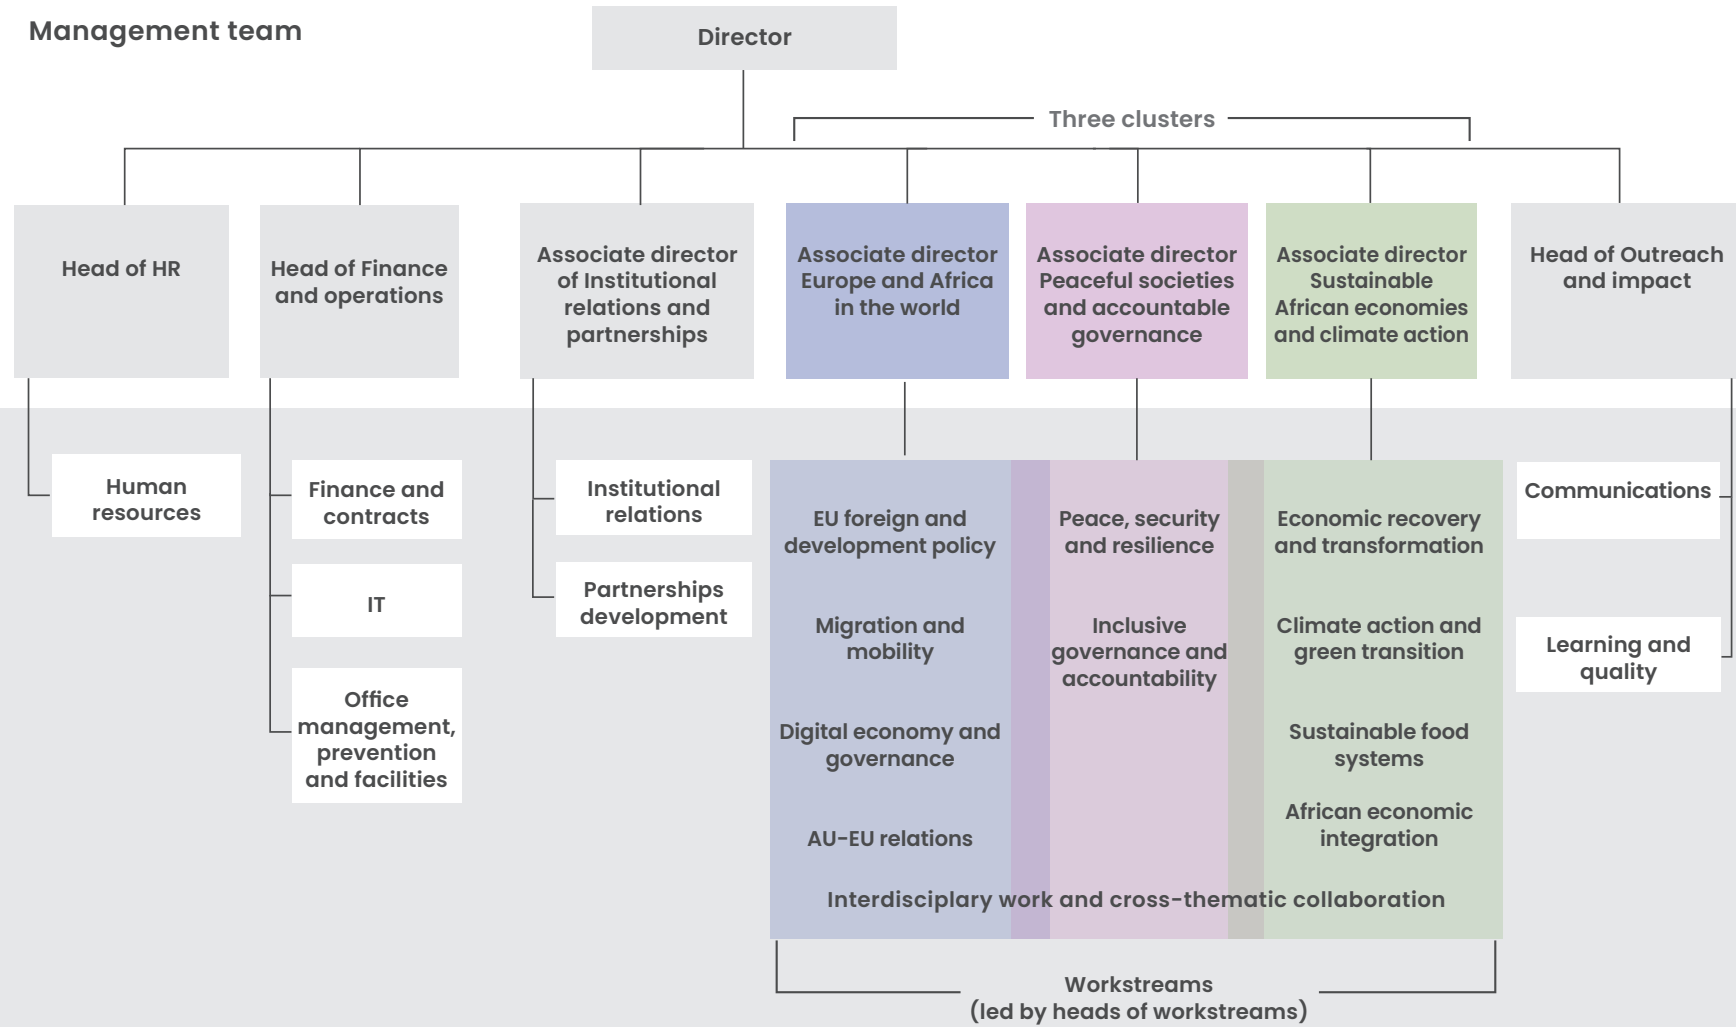 Management team
Director
Three clusters
Head of HR
Head of Finance
and operations
Associate director
of Institutional
relations and
partnerships
Associate director
Europe and Africa
in the world
Associate director
Peaceful societies
and accountable
governance
Associate director
Sustainable
African economies
and climate action
Head of Outreach
and impact
Human
resources
Finance and
contracts
IT
Office
management,
prevention
and facilities
Institutional
relations
Partnerships
development
EU foreign and
development policy
Migration and
mobility
Digital economy and
governance
AU-EU relations
Peace, security
and resilience
Inclusive
governance and
accountability
Economic recovery
and transformation
Climate action and
green transition
Sustainable food
systems
African economic
integration
Interdisciplary work and cross-thematic collaboration
Communications
Learning and
quality
Workstreams
(led by heads of workstreams)